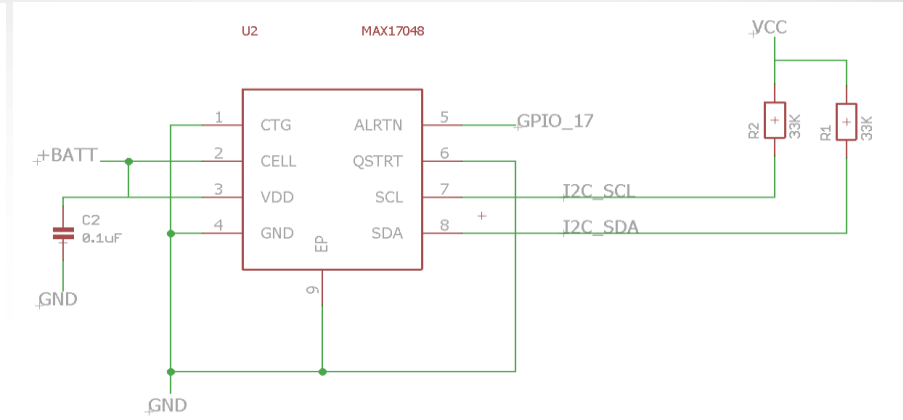 U2 MAX17048
VCC
1 CTG ALRTN 5 GPIO_17
R2 33K R1 33K
+BATT 2 CELL QSTRT 6
3 VDD SCL 7 I2C_SCL
C2
0.1uF
4 GND SDA 8 I2C_SDA
EP
9
GND
GND